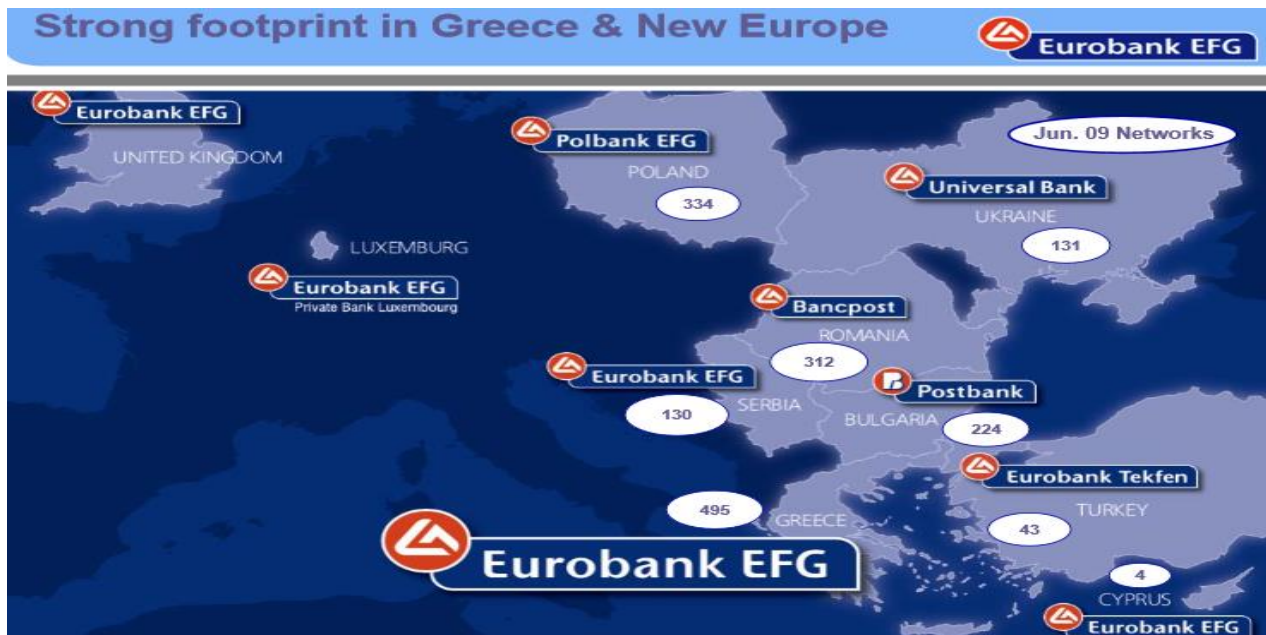 Strong footprint in Greece & New Europe
Eurobank EFG
Eurobank EFG
UNITED KINGDOM
Polbank EFG
POLAND
334
Jun. 09 Networks
Universal Bank
UKRAINE
131
LUXEMBURG
Eurobank EFG
Private Bank Luxembourg
Bancpost
ROMANIA
312
Eurobank EFG
130
SERBIA
Postbank
BULGARIA
224
Eurobank Tekfen
TURKEY
43
495
GREECE
Eurobank EFG
4
CYPRUS
Eurobank EFG